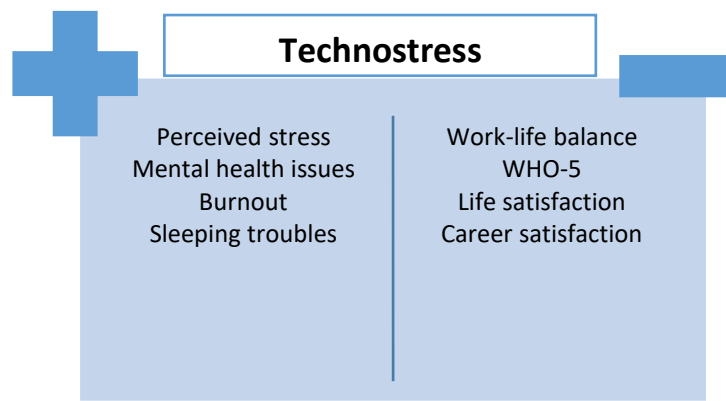 Technostress
Perceived stress
Mental health issues
Burnout
Sleeping troubles
Work-life balance
WHO-5
Life satisfaction
Career satisfaction